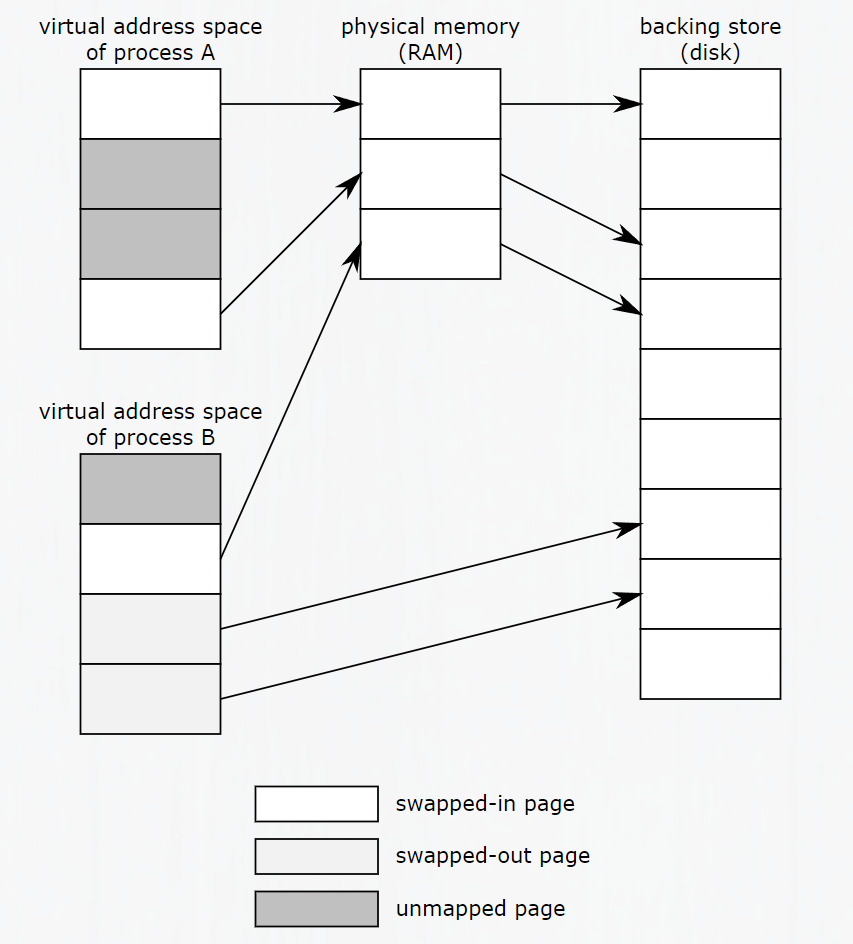 virtual address space
of process A
physical memory
(RAM)
backing store
(disk)
virtual address space
of process B
swapped-in page
swapped-out page
unmapped page